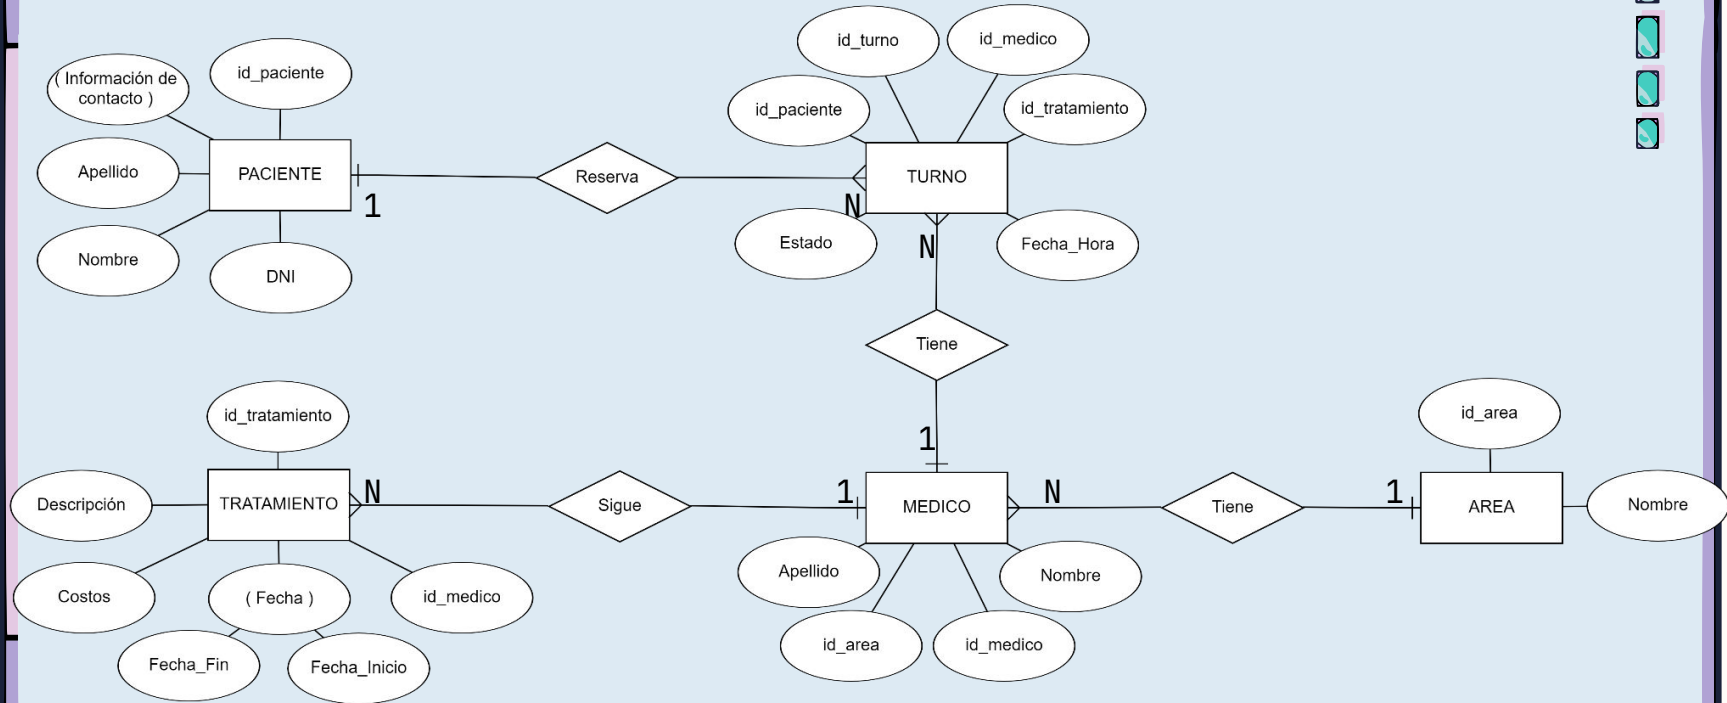 id_turno
id_medico
( Información de
contacto )
id_paciente
id_paciente
id_tratamiento
Apellido
PACIENTE
1
Reserva
N
TURNO
Nombre
DNI
Estado
N
Fecha_Hora
Tiene
1
id_tratamiento
id_area
Descripción
TRATAMIENTO
N
Sigue
1
MEDICO
N
Tiene
1
AREA
Nombre
Costos
( Fecha )
id_medico
Apellido
Nombre
Fecha_Fin
Fecha_Inicio
id_area
id_medico